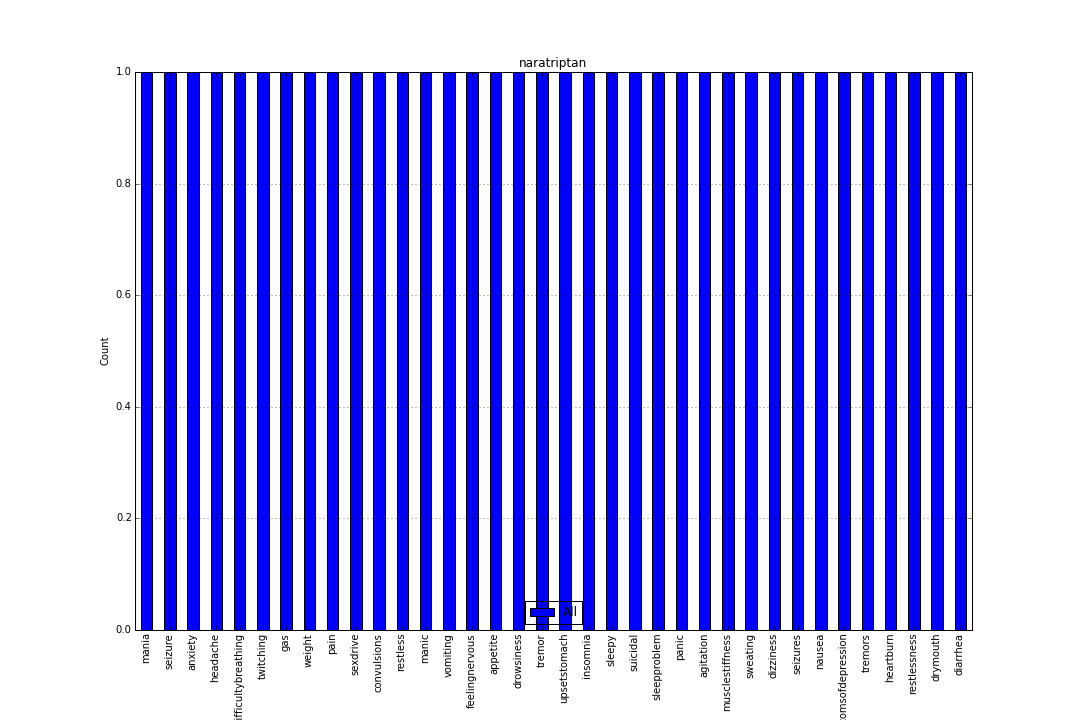 naratriptan
1.0
0.8
0.6
0.4
0.2
0.0
Count
All
mania
seizure
anxiety
headache
ifficultybreathing
twitching
gas
weight
pain
sexdrive
convulsions
restless
manic
vomiting
feelingnervous
appetite
drowsiness
tremor
upsetstomach
insomnia
sleepy
suicidal
sleepproblem
panic
agitation
musclestiffness
sweating
dizziness
seizures
nausea
tomsofdepression
tremors
heartburn
restlessness
drymouth
diarrhea